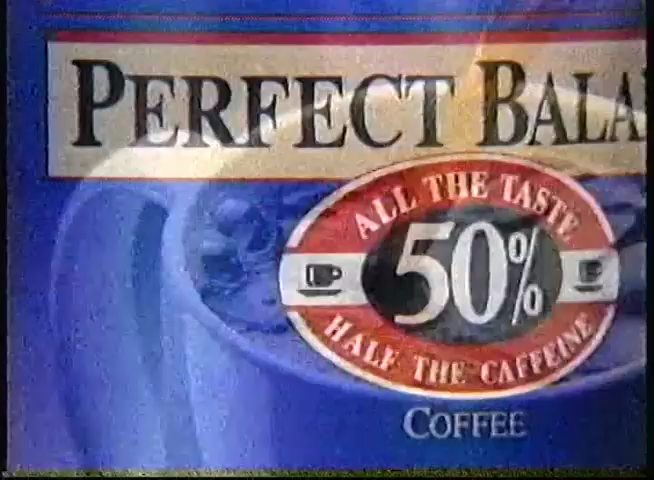 PERFECT BALA
ALL THE TASTE
50%
HALF THE CAFFEINE
COFFEE